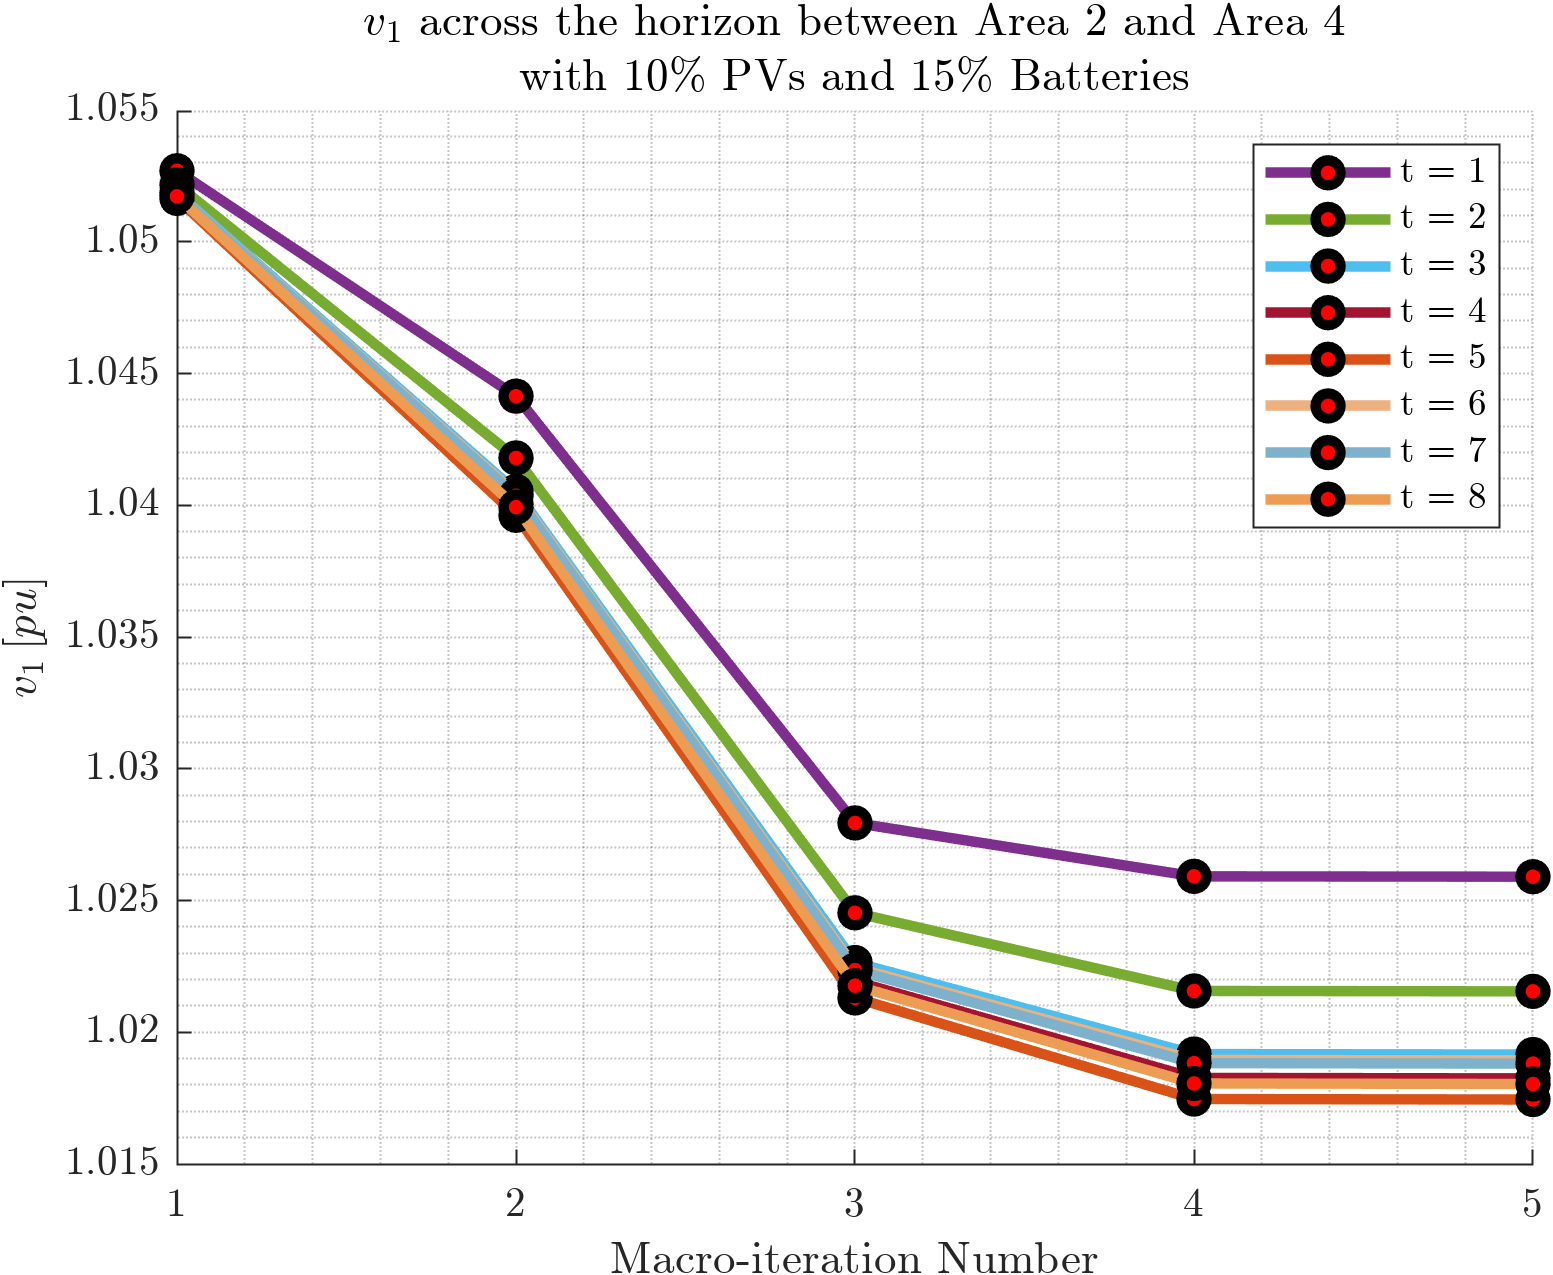 v₁ across the horizon between Area 2 and Area 4
with 10% PVs and 15% Batteries
1.055
1.05
1.045
1.04
1.035
1.03
1.025
1.02
1.015
v₁ [pu]
t = 1
t = 2
t = 3
t = 4
t = 5
t = 6
t = 7
t = 8
1 2 3 4 5
Macro-iteration Number